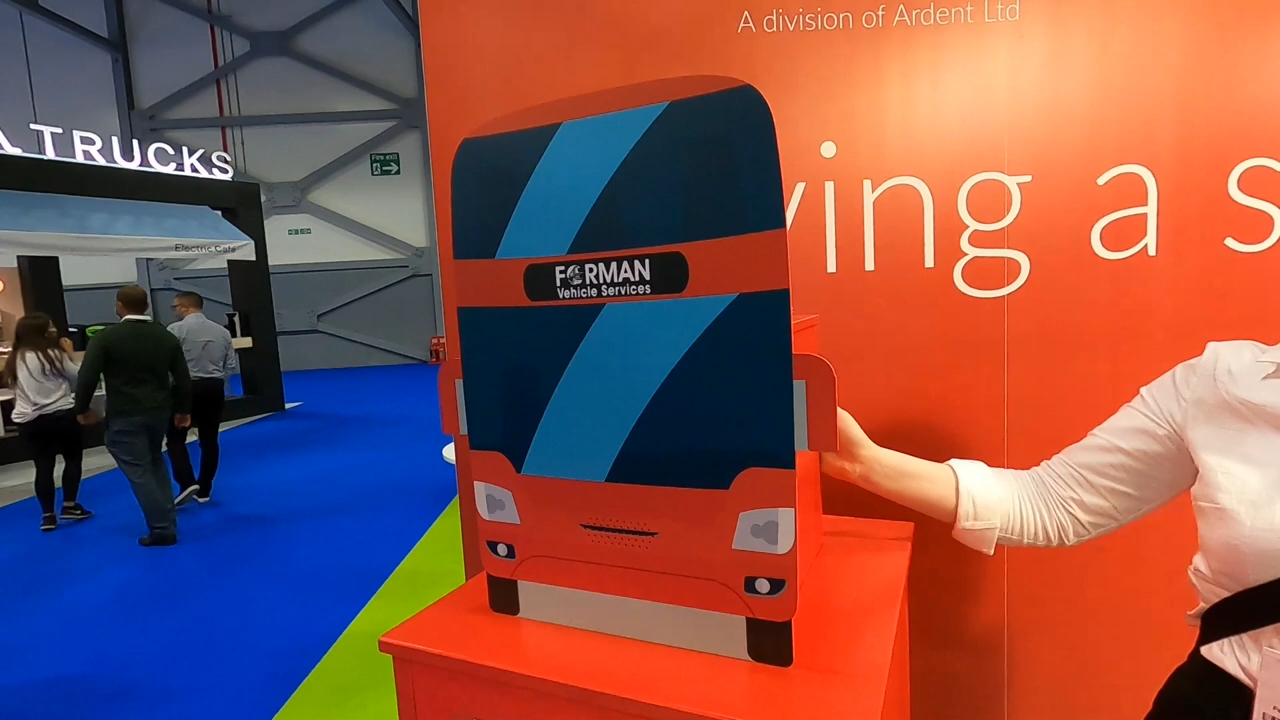 A division of Ardent Ltd
TRUCKS
Fire exit
Electric Cafe
ving a s
FORMAN
Vehicle Services